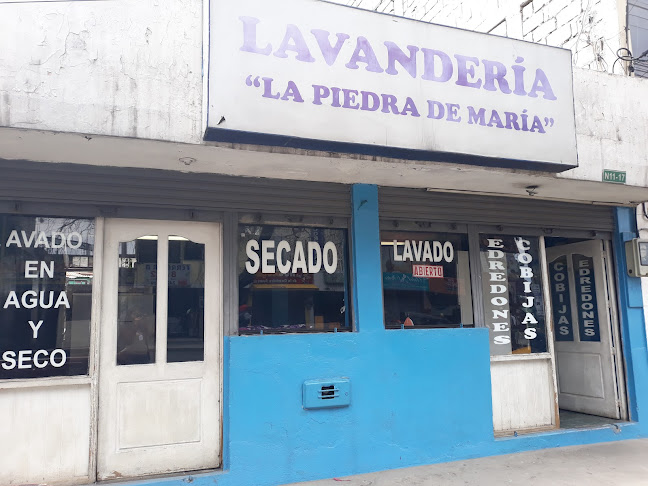 LAVANDERÍA
“LA PIEDRA DE MARÍA”
N11-17
AVADO
EN
AGUA
Y
SECO
SECADO
LAVADO
ABIERTO
EDREDONES
COBIJAS
COBIJAS
EDREDONES